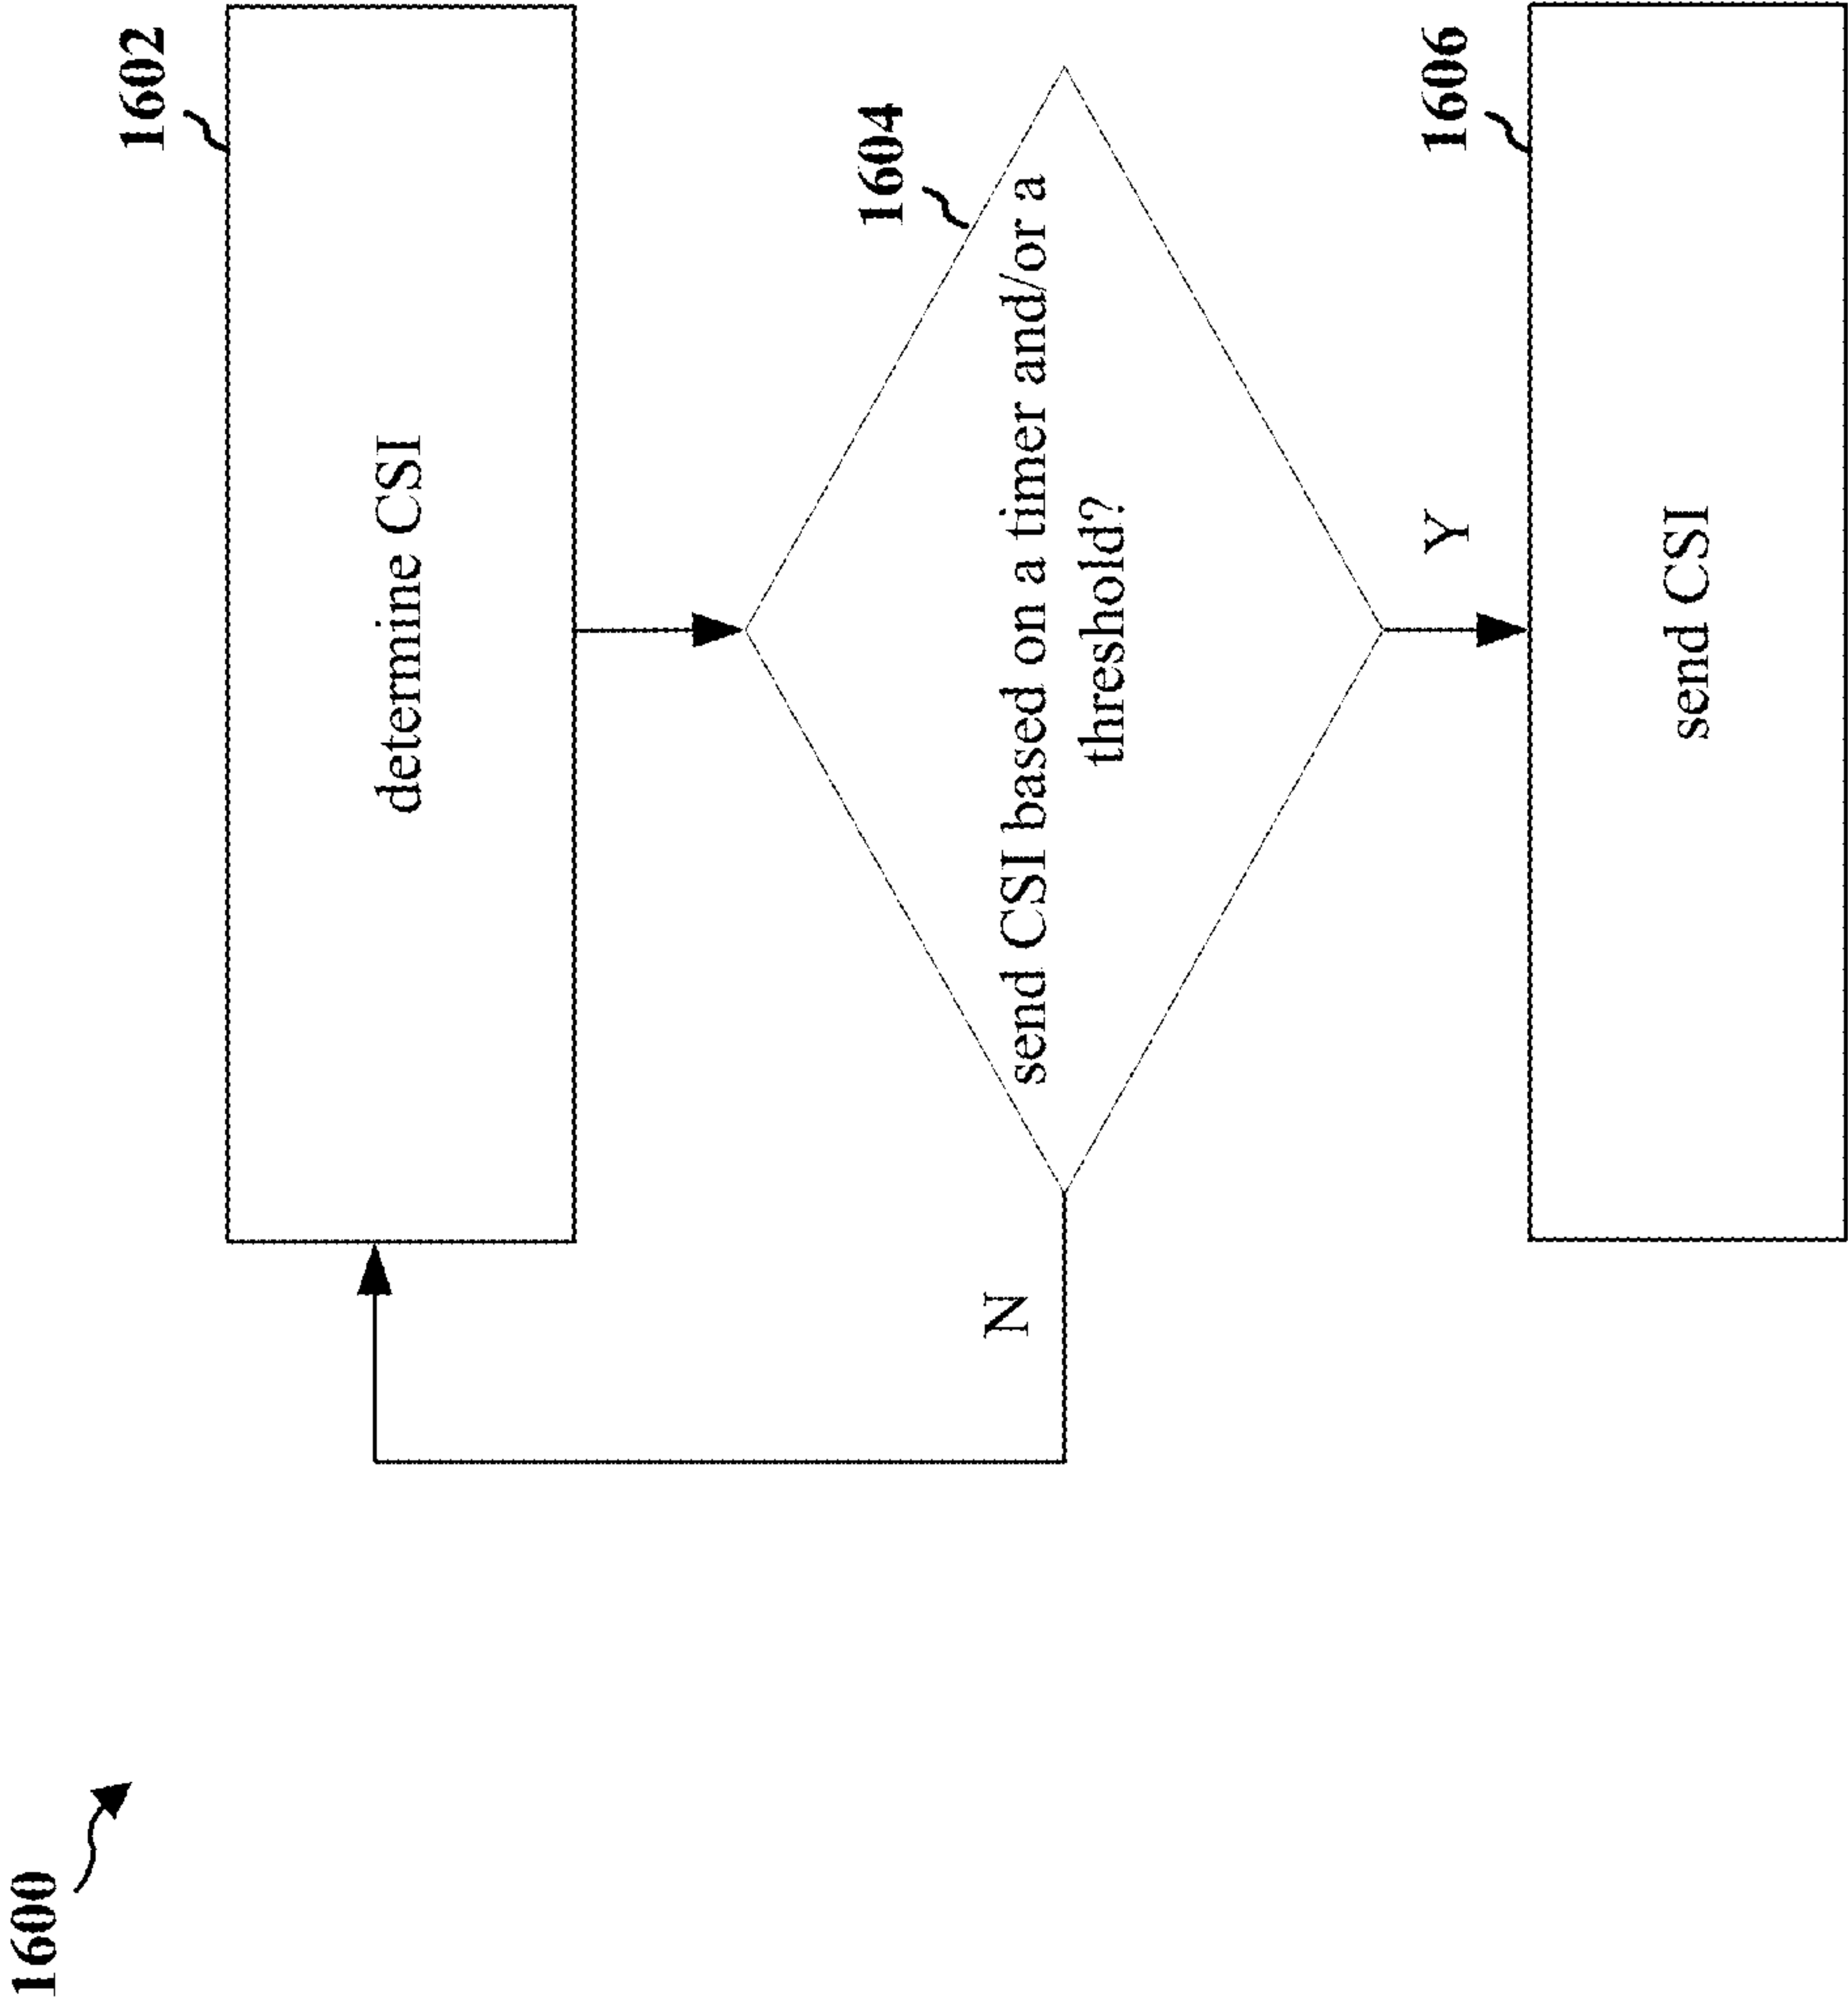 1600
1602
determine CSI
1604
send CSI based on a timer and/or a
threshold?
N
Y
1606
send CSI